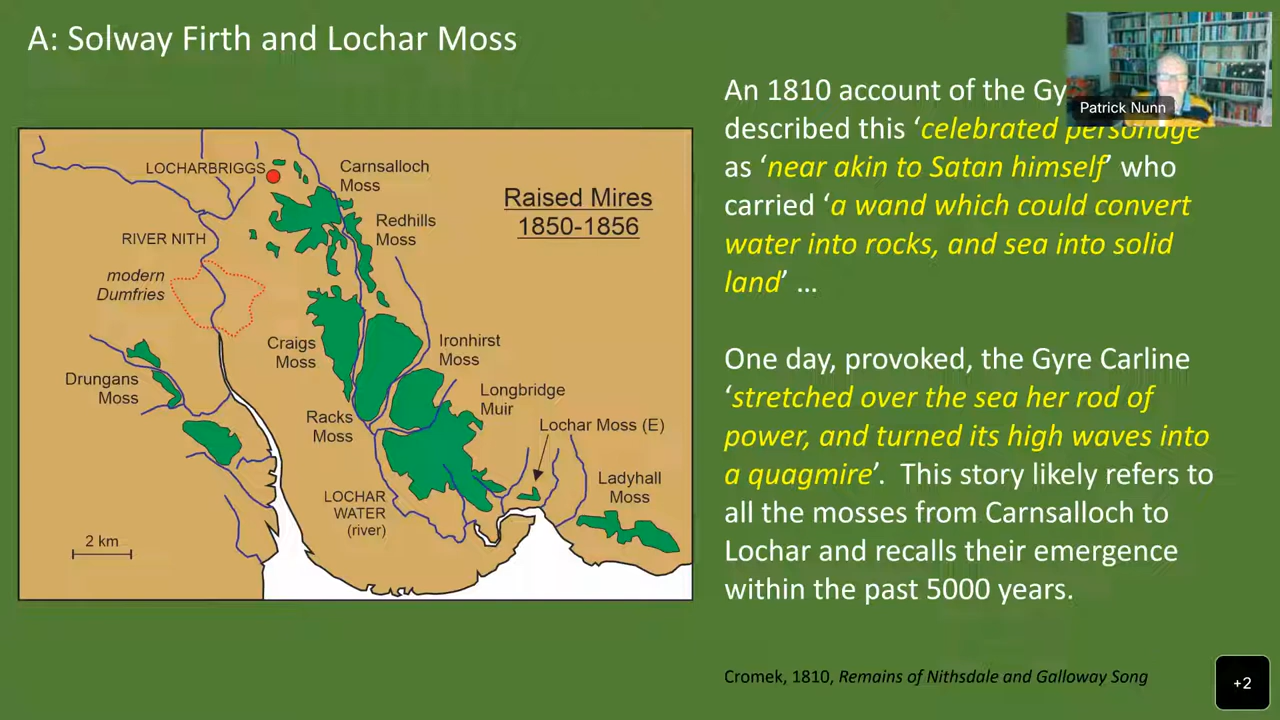 A: Solway Firth and Lochar Moss
Patrick Nunn
An 1810 account of the Gy
described this ‘celebrated personage
as ‘near akin to Satan himself’ who
carried ‘a wand which could convert
water into rocks, and sea into solid
land’ ...
One day, provoked, the Gyre Carline
‘stretched over the sea her rod of
power, and turned its high waves into
a quagmire’. This story likely refers to
all the mosses from Carnsalloch to
Lochar and recalls their emergence
within the past 5000 years.
Cromek, 1810, Remains of Nithsdale and Galloway Song
+2
Raised Mires
1850-1856
LOCHARBRIGGS
Carnsalloch
Moss
Redhills
Moss
RIVER NITH
modern
Dumfries
Craigs
Moss
Ironhirst
Moss
Drungans
Moss
Longbridge
Muir
Racks
Moss
Lochar Moss (E)
Ladyhall
Moss
LOCHAR
WATER
(river)
2 km